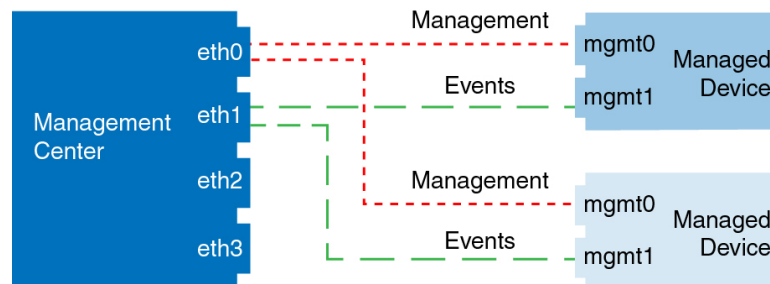 Management
Center
eth0
eth1
eth2
eth3
Management
Events
Management
Events
mgmt0
mgmt1
Managed
Device
mgmt0
mgmt1
Managed
Device